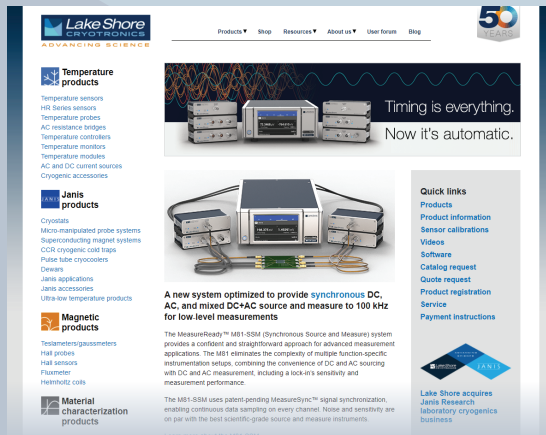 Lake Shore
CRYOTRONICS
ADVANCING SCIENCE
Products▼ Shop Resources▼ About us▼ User forum Blog
50
YEARS
Temperature
products
Temperature sensors
HR Series sensors
Temperature probes
AC resistance bridges
Temperature controllers
Temperature monitors
Temperature modules
AC and DC current sources
Cryogenic accessories
JANIS
Janis
products
Cryostats
Micro-manipulated probe systems
Superconducting magnet systems
CCR cryogenic cold traps
Pulse tube cryocoolers
Dewars
Janis applications
Janis accessories
Ultra-low temperature products
Magnetic
products
Teslameters/gaussmeters
Hall probes
Hall sensors
Fluxmeter
Helmholtz coils
Material
characterization
products
Timing is everything.
Now it's automatic.
A new system optimized to provide synchronous DC,
AC, and mixed DC+AC source and measure to 100 kHz
for low-level measurements
The MeasureReady™ M81-SSM (Synchronous Source and Measure) system
provides a confident and straightforward approach for advanced measurement
applications. The M81 eliminates the complexity of multiple function-specific
instrumentation setups, combining the convenience of DC and AC sourcing
with DC and AC measurement, including a lock-in's sensitivity and
measurement performance.
The M81-SSM uses patent-pending MeasureSync™ signal synchronization,
enabling continuous data sampling on every channel. Noise and sensitivity are
on par with the best scientific-grade source and measure instruments.
Quick links
Products
Product information
Sensor calibrations
Videos
Software
Catalog request
Quote request
Product registration
Service
Payment instructions
LakeShore
JANIS
Lake Shore acquires
Janis Research
laboratory cryogenics
business